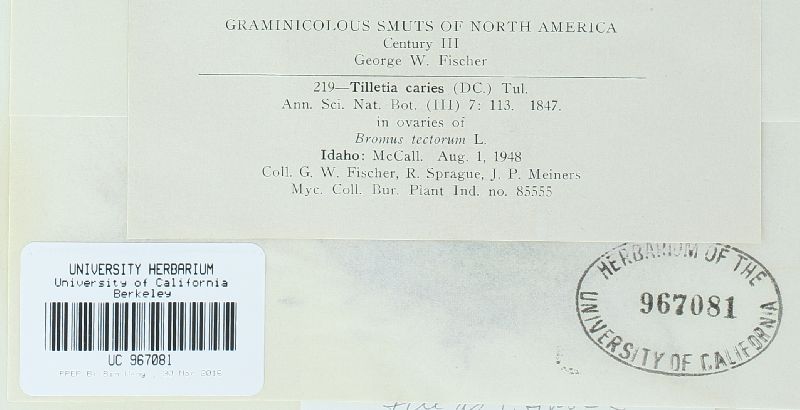 GRAMINICOLOUS SMUTS OF NORTH AMERICA
Century III
George W. Fischer
219—Tilletia caries (DC.) Tul.
Ann. Sci. Nat. Bot. (III) 7: 113. 1847.
in ovaries of
Bromus tectorum L.
Idaho: McCall. Aug. 1, 1948
Coll. G. W. Fischer, R. Sprague, J. P. Meiners
Myc. Coll. Bur. Plant Ind. no. 85555
UNIVERSITY HERBARIUM
University of California
Berkeley
UC 967081
HERBARIUM OF THE
967081
UNIVERSITY OF CALIFORNIA